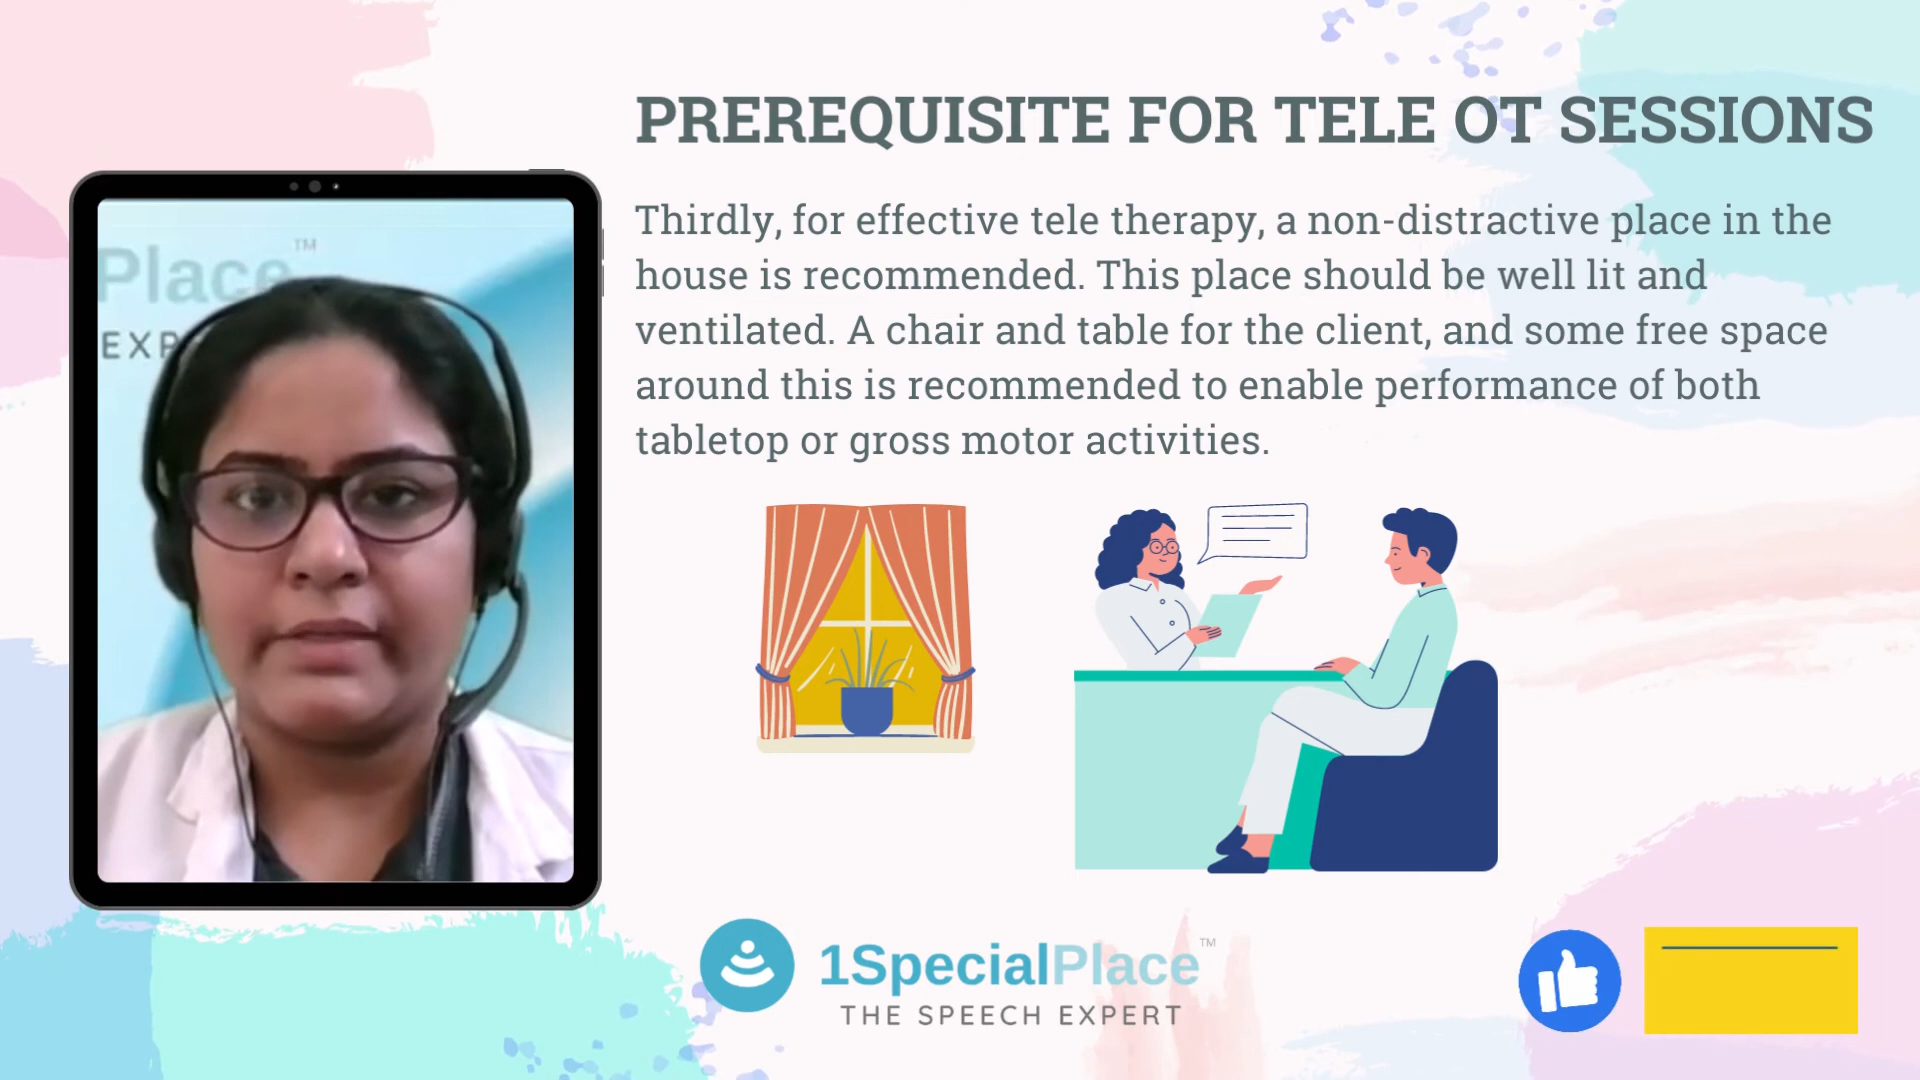 PREREQUISITE FOR TELE OT SESSIONS
Thirdly, for effective tele therapy, a non-distractive place in the
house is recommended. This place should be well lit and
ventilated. A chair and table for the client, and some free space
around this is recommended to enable performance of both
tabletop or gross motor activities.
Place™
EXP
1SpecialPlace™
THE SPEECH EXPERT